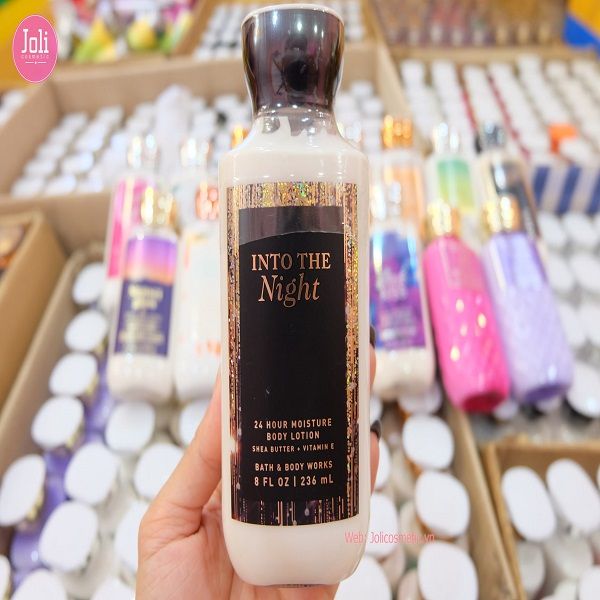 Joli
cosmetic
INTO THE
Night
24 HOUR MOISTURE
BODY LOTION
SHEA BUTTER + VITAMIN E
BATH & BODY WORKS
8 FL OZ | 236 mL
Web: Jolicosmetic.vn